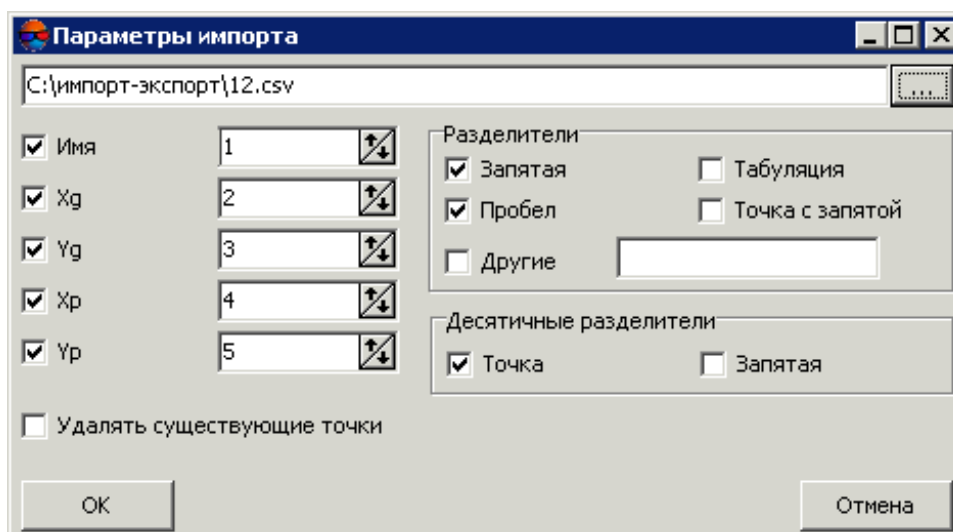 Параметры импорта
C:\импорт-экспорт\12.csv
...
Имя 1
Xg 2
Yg 3
Xp 4
Yp 5
Удалять существующие точки
Разделители
Запятая Табуляция
Пробел Точка с запятой
Другие
Десятичные разделители
Точка Запятая
OK Отмена